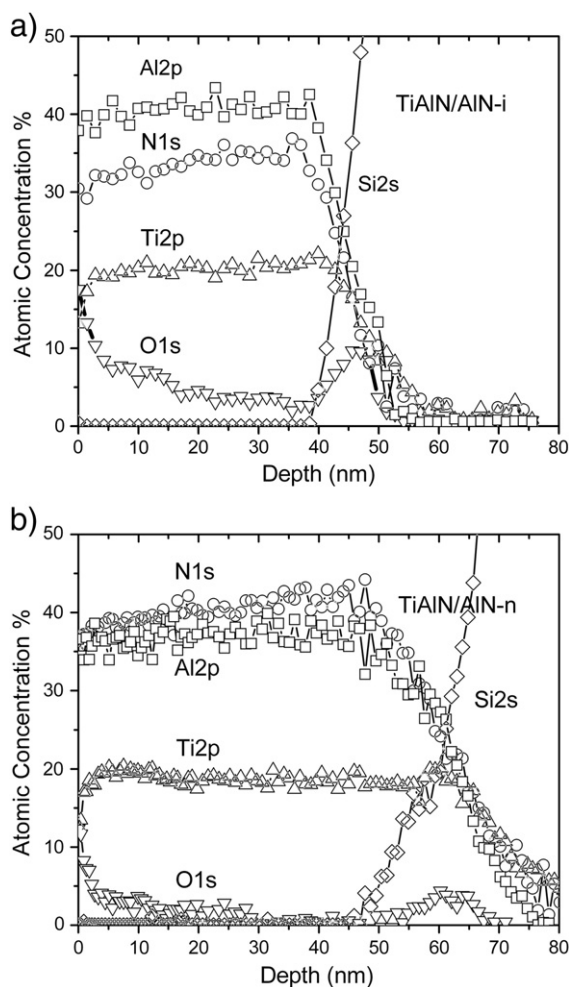 a)
50
40
30
20
10
0
Atomic Concentration %
Al2p
N1s
Ti2p
O1s
TiAlN/AlN-i
Si2s
0 10 20 30 40 50 60 70 80
Depth (nm)
b)
50
40
30
20
10
0
Atomic Concentration %
N1s
Al2p
Ti2p
O1s
TiAlN/AlN-n
Si2s
0 10 20 30 40 50 60 70 80
Depth (nm)